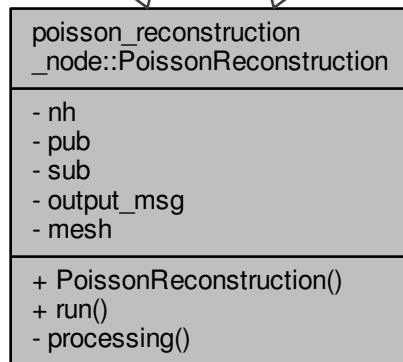 poisson_reconstruction
_node::PoissonReconstruction
- nh
- pub
- sub
- output_msg
- mesh
+ PoissonReconstruction()
+ run()
- processing()